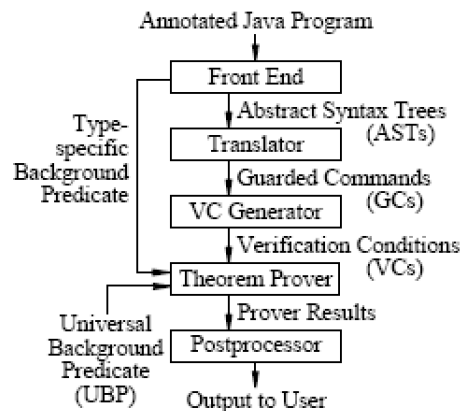 Annotated Java Program
Front End
Abstract Syntax Trees
(ASTs)
Type-
specific
Background
Predicate
Translator
Guarded Commands
(GCs)
VC Generator
Verification Conditions
(VCs)
Theorem Prover
Universal
Background
Predicate
(UBP)
Prover Results
Postprocessor
Output to User